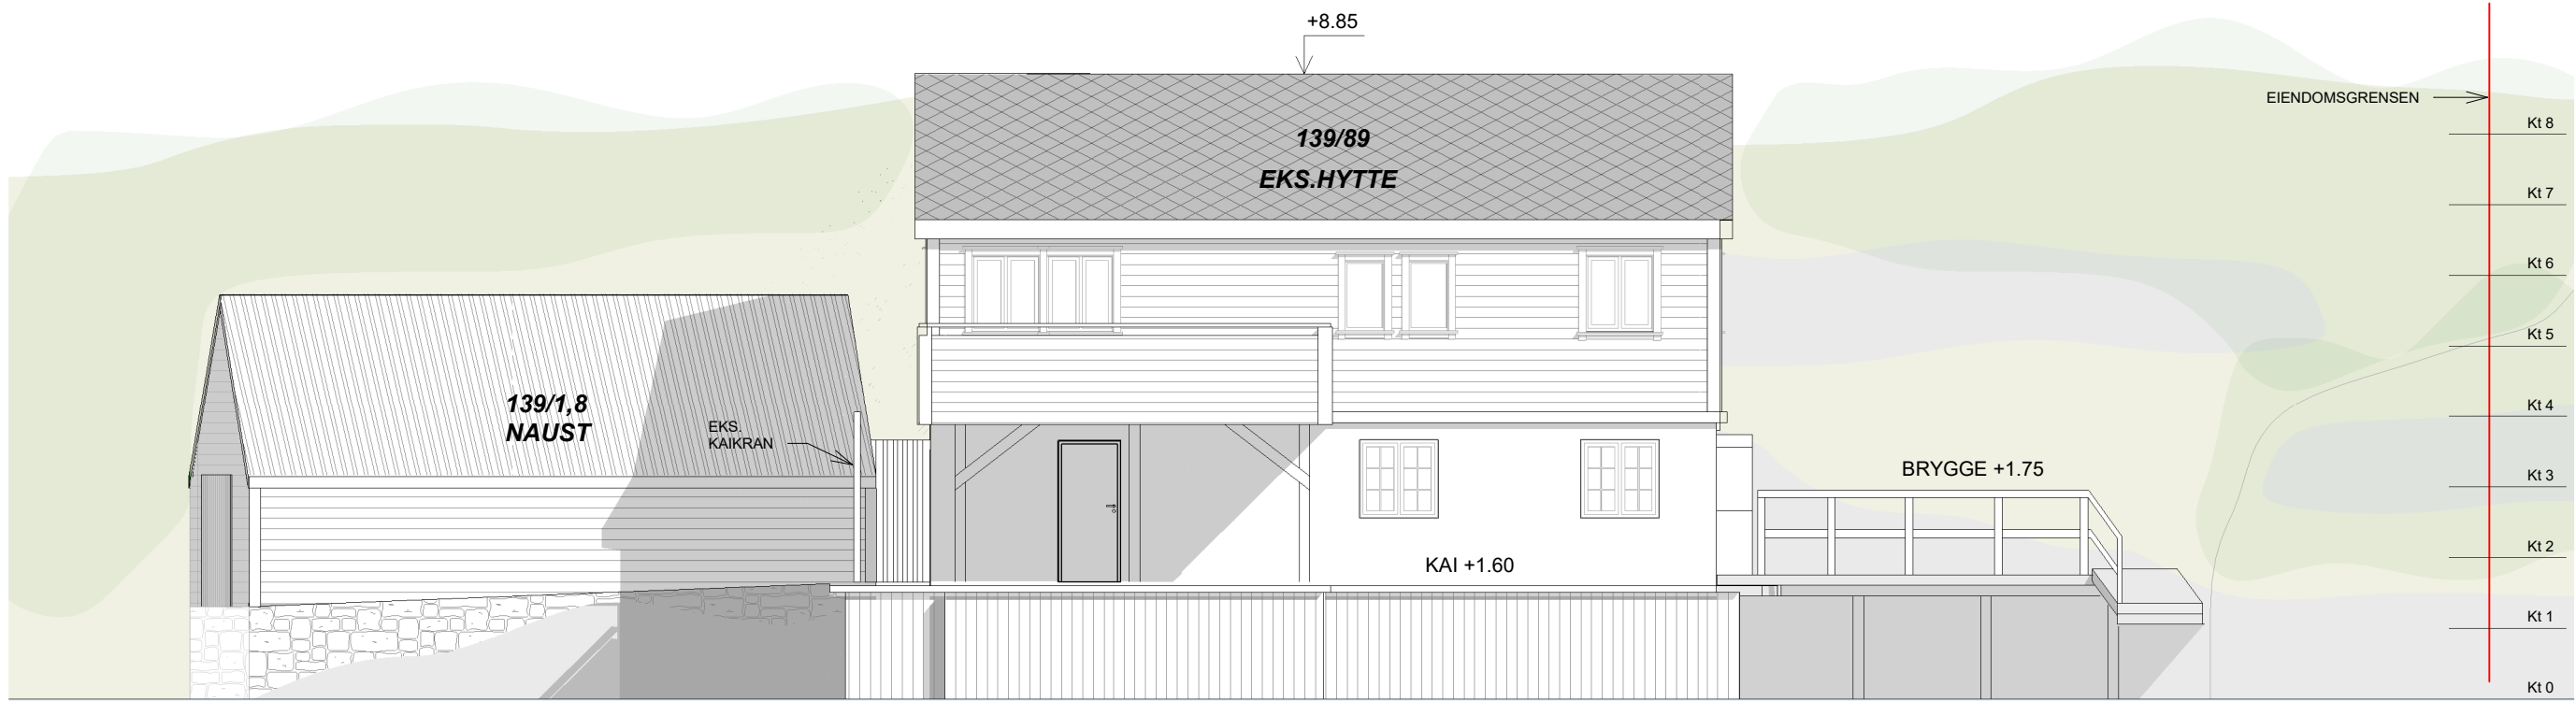 +8.85
EIENDOMSGRENSEN
Kt 8
139/89
EKS.HYTTE
Kt 7
Kt 6
Kt 5
139/1,8
NAUST
EKS.
KAIKRAN
Kt 4
BRYGGE +1.75
Kt 3
KAI +1.60
Kt 2
Kt 1
Kt 0